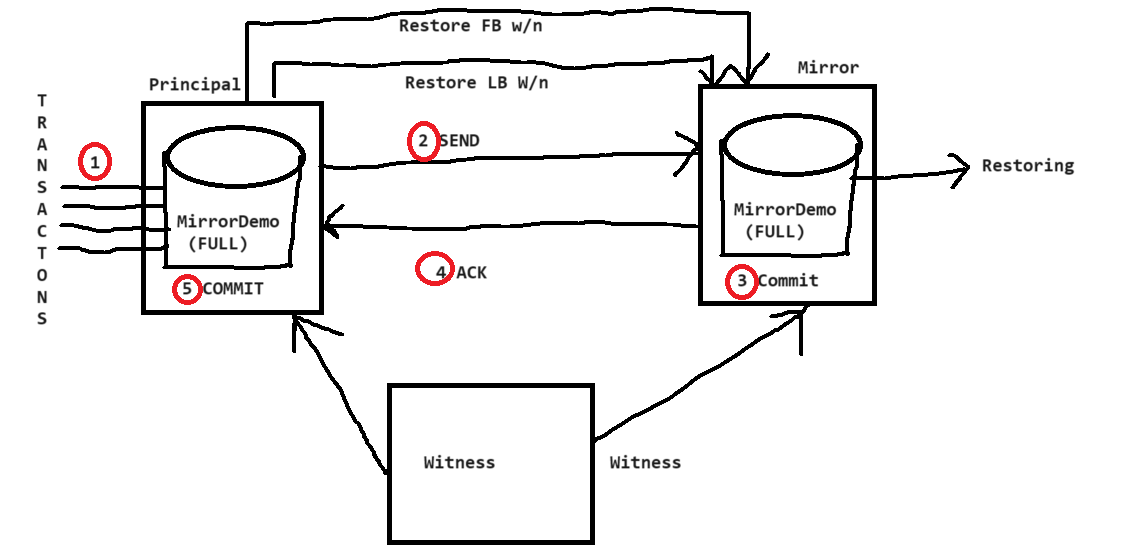 Restore FB w/n
Restore LB W/n
Principal
Mirror
T
R
A
N
S
A
C
T
O
N
S
1
2 SEND
Restoring
MirrorDemo
(FULL)
MirrorDemo
(FULL)
4 ACK
5 COMMIT
3 Commit
Witness
Witness